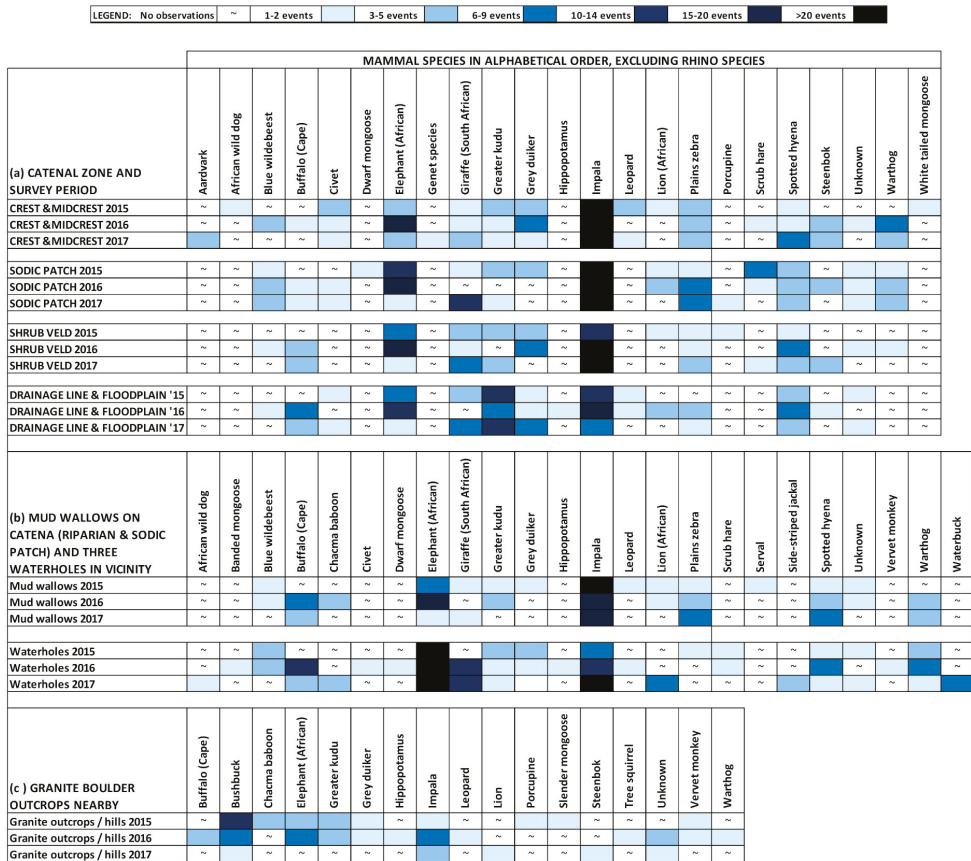 LEGEND: No observations ~ 1-2 events 3-5 events 6-9 events 10-14 events 15-20 events >20 events
MAMMAL SPECIES IN ALPHABETICAL ORDER, EXCLUDING RHINO SPECIES
(a) CATENAL ZONE AND
SURVEY PERIOD
Aardvark
African wild dog
Blue wildebeest
Buffalo (Cape)
Civet
Dwarf mongoose
Elephant (African)
Genet species
Giraffe (South African)
Greater kudu
Grey duiker
Hippopotamus
Impala
Leopard
Lion (African)
Plains zebra
Porcupine
Scrub hare
Spotted hyena
Steenbok
Unknown
Warthog
White tailed mongoose
CREST &MIDCREST 2015
CREST &MIDCREST 2016
CREST &MIDCREST 2017
SODIC PATCH 2015
SODIC PATCH 2016
SODIC PATCH 2017
SHRUB VELD 2015
SHRUB VELD 2016
SHRUB VELD 2017
DRAINAGE LINE & FLOODPLAIN '15
DRAINAGE LINE & FLOODPLAIN '16
DRAINAGE LINE & FLOODPLAIN '17
(b) MUD WALLOWS ON
CATENA (RIPARIAN & SODIC
PATCH) AND THREE
WATERHOLES IN VICINITY
African wild dog
Banded mongoose
Blue wildebeest
Buffalo (Cape)
Chacma baboon
Civet
Dwarf mongoose
Elephant (African)
Giraffe (South African)
Greater kudu
Grey duiker
Hippopotamus
Impala
Leopard
Lion (African)
Plains zebra
Scrub hare
Serval
Side-striped jackal
Spotted hyena
Unknown
Vervet monkey
Warthog
Waterbuck
Mud wallows 2015
Mud wallows 2016
Mud wallows 2017
Waterholes 2015
Waterholes 2016
Waterholes 2017
(c ) GRANITE BOULDER
OUTCROPS NEARBY
Buffalo (Cape)
Bushbuck
Chacma baboon
Elephant (African)
Greater kudu
Grey duiker
Hippopotamus
Impala
Leopard
Lion
Porcupine
Slender mongoose
Steenbok
Tree squirrel
Unknown
Vervet monkey
Warthog
Granite outcrops / hills 2015
Granite outcrops / hills 2016
Granite outcrops / hills 2017